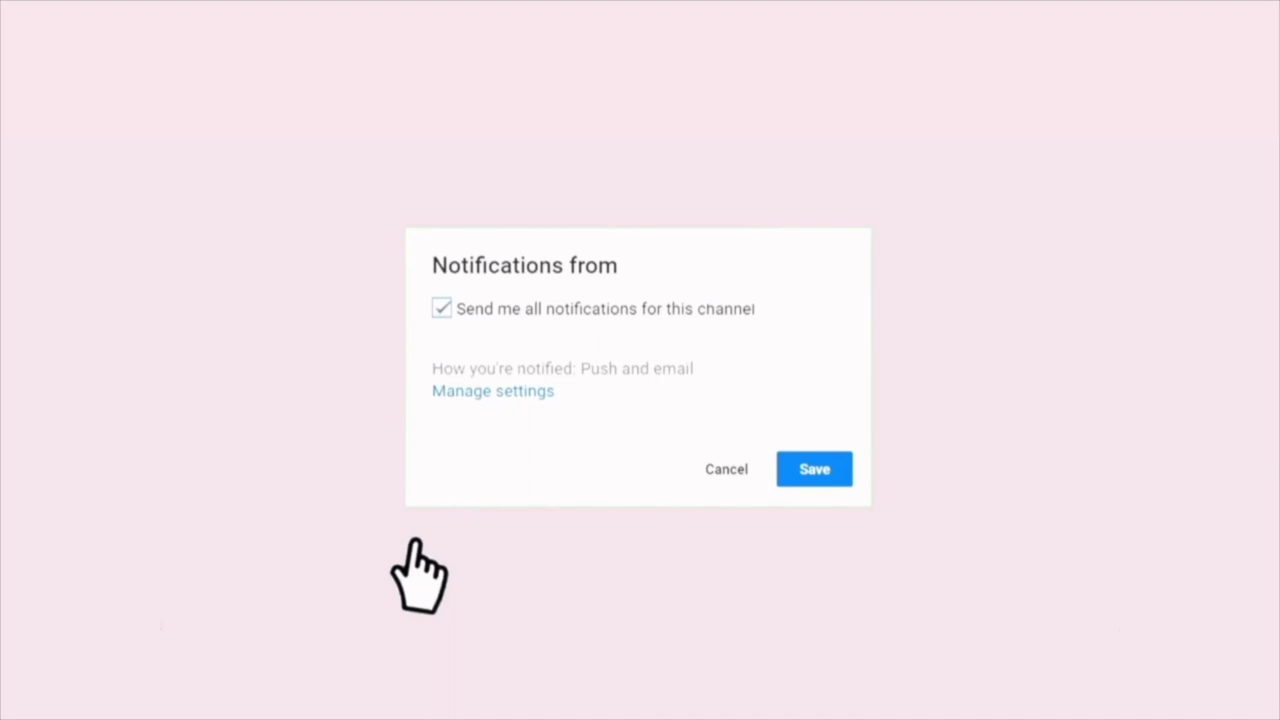 Notifications from
Send me all notifications for this channel
How you're notified: Push and email
Manage settings
Cancel
Save